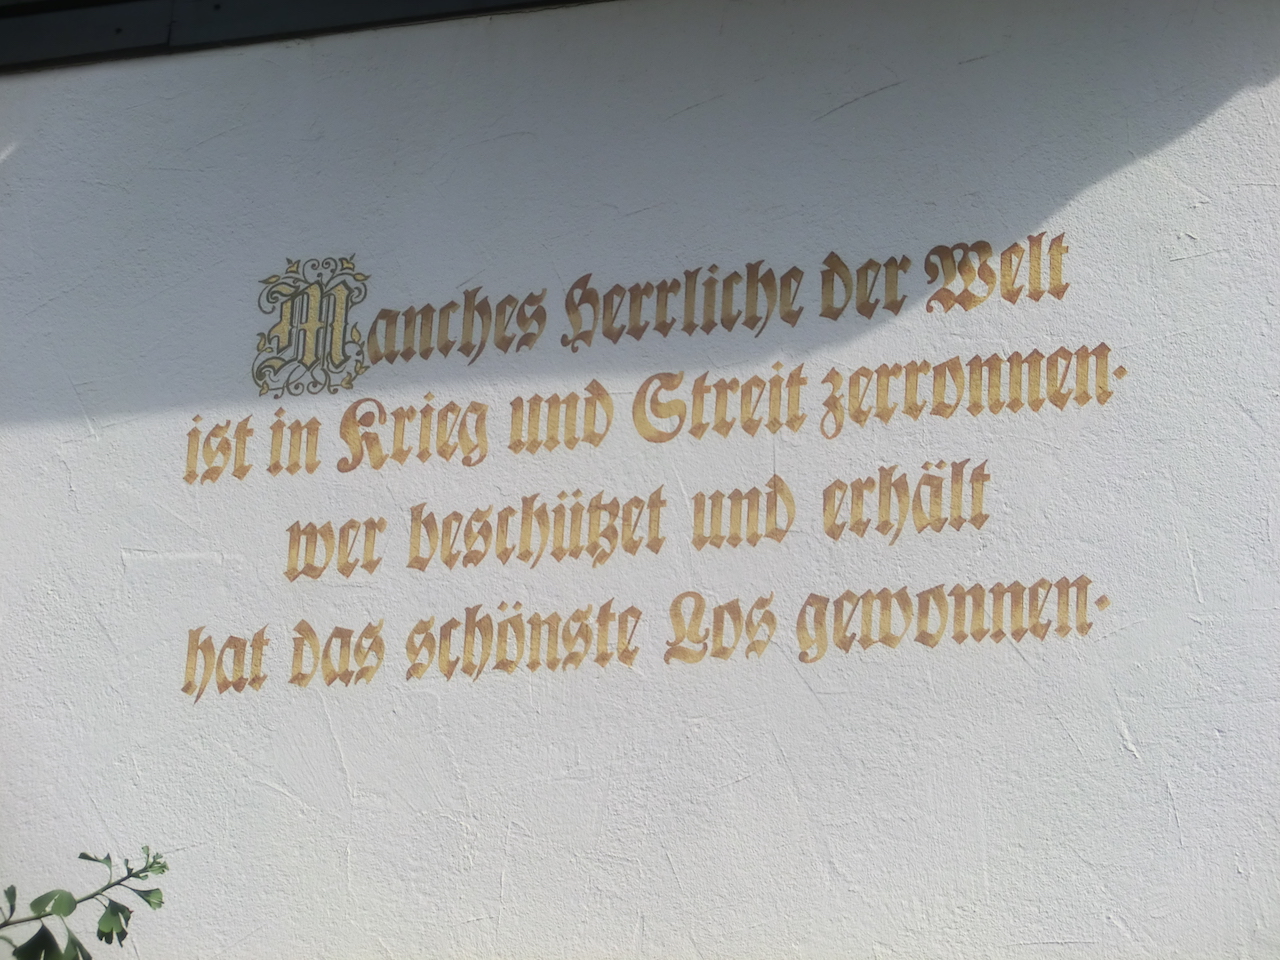 Manches Herrliche der Welt
ist in Krieg und Streit zerronnen.
wer beschützet und erhält
hat das schönste Los gewonnen.